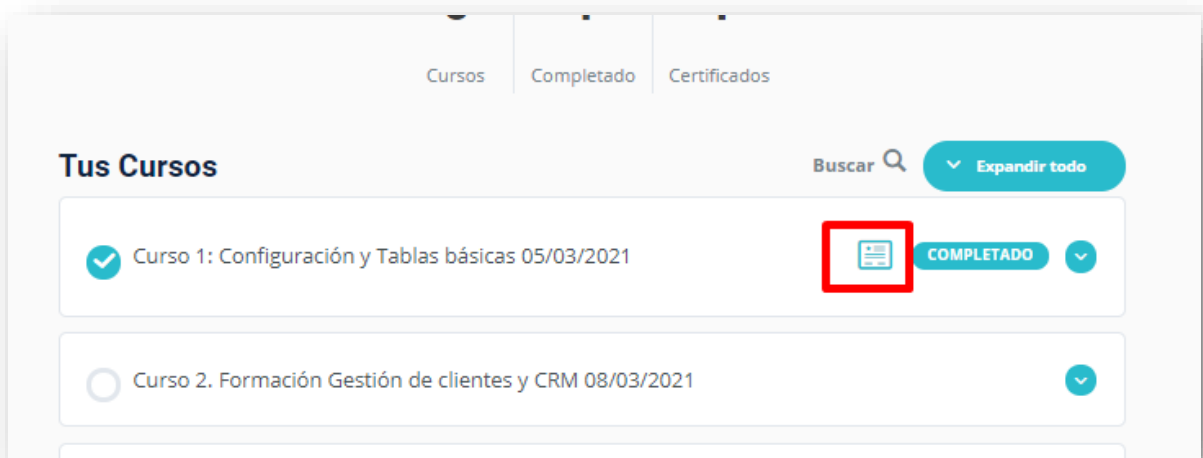 Cursos Completado Certificados
Tus Cursos Buscar Expandir todo
Curso 1: Configuración y Tablas básicas 05/03/2021 COMPLETADO
Curso 2. Formación Gestión de clientes y CRM 08/03/2021